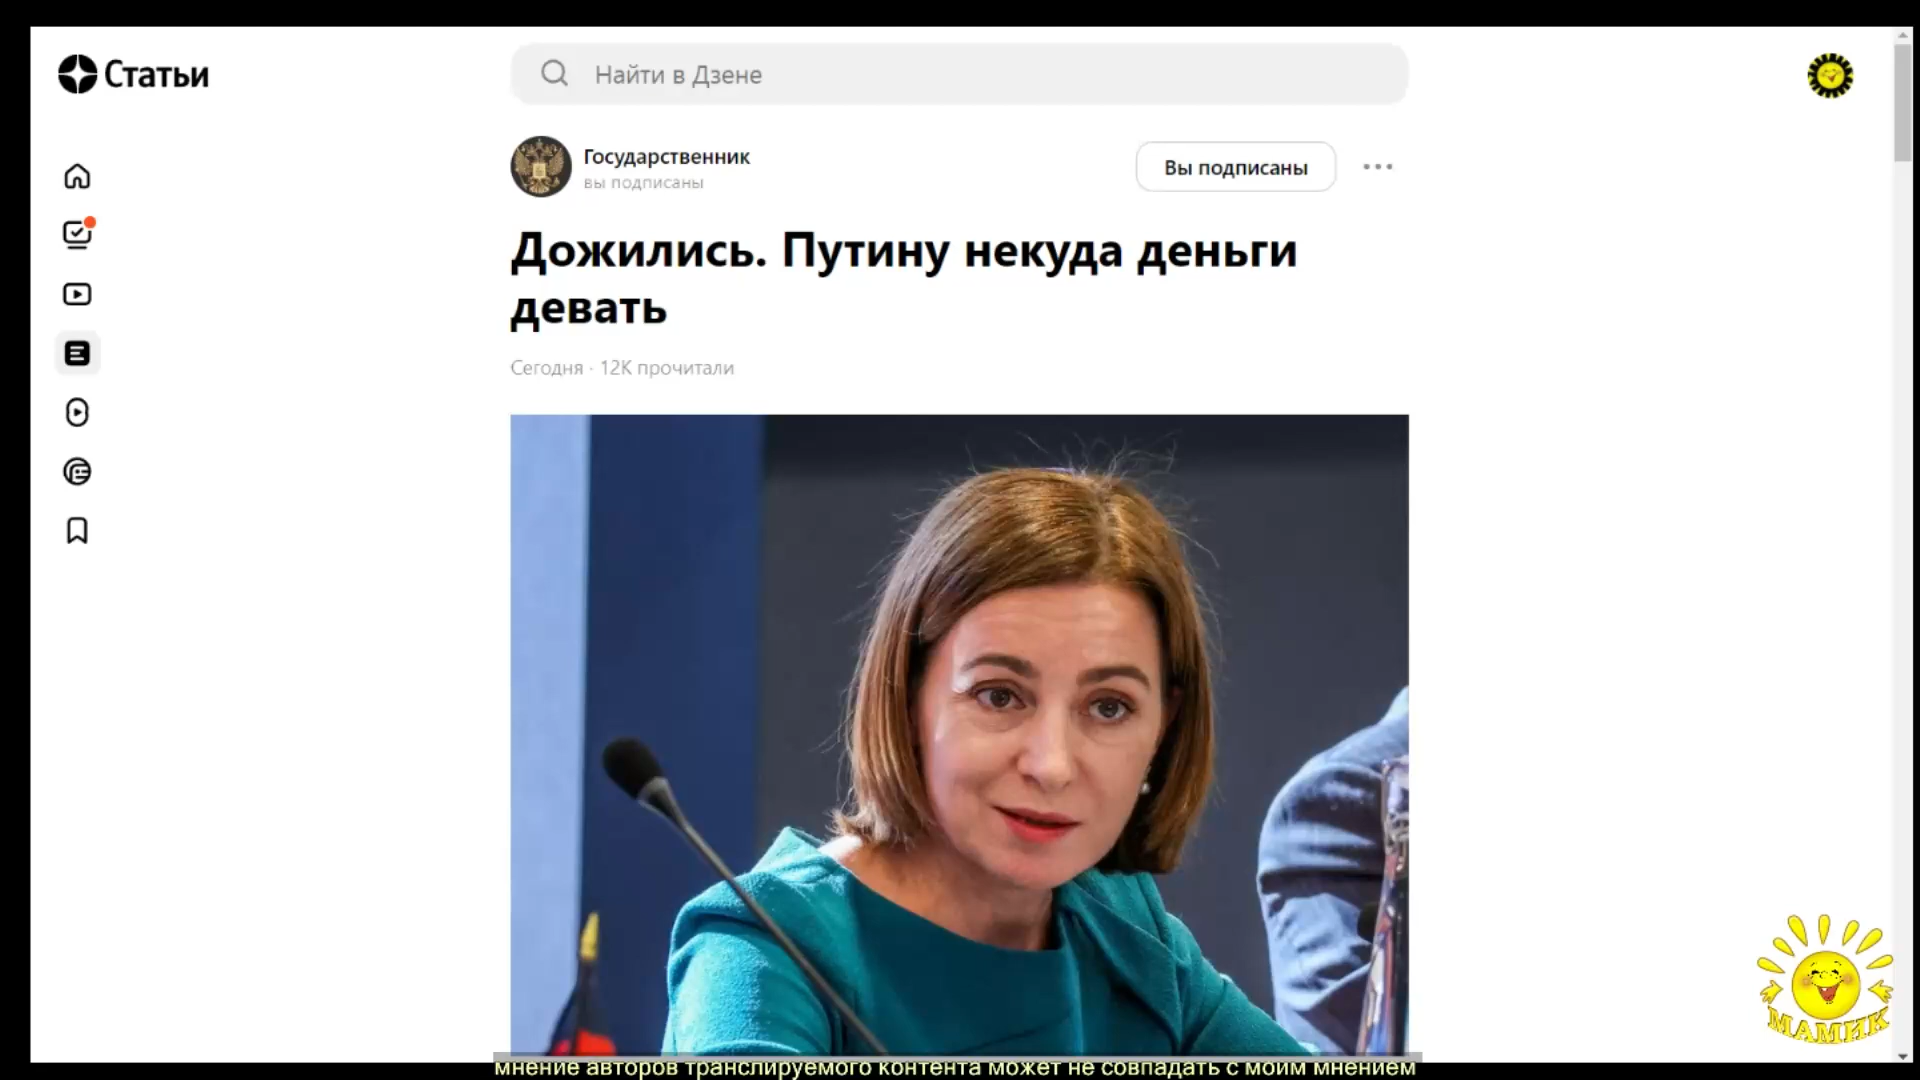 Статьи
Найти в Дзене
Государственник
вы подписаны
Вы подписаны
Дожились. Путину некуда деньги
девать
Сегодня · 12K прочитали
МАМИК
мнение авторов транслируемого контента может не совпадать с моим мнением